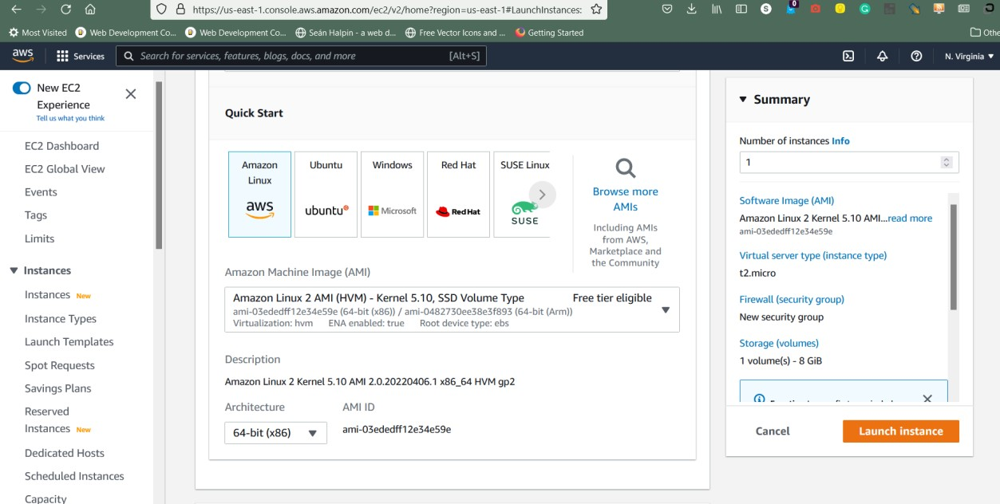 https://us-east-1.console.aws.amazon.com/ec2/v2/home?region=us-east-1#LaunchInstances:
S
0
Most Visited
Web Development Co...
Web Development Co...
Seán Halpin - a web d...
Free Vector Icons and ...
Getting Started
Othe
aws
Services
Search for services, features, blogs, docs, and more
[Alt+S]
N. Virginia
New EC2
Experience
Tell us what you think
EC2 Dashboard
EC2 Global View
Events
Tags
Limits
Instances
Instances New
Instance Types
Launch Templates
Spot Requests
Savings Plans
Reserved
Instances New
Dedicated Hosts
Scheduled Instances
Capacity
Quick Start
Amazon
Linux
aws
Ubuntu
ubuntu
Windows
Microsoft
Red Hat
Red Hat
SUSE Linux
SUSE
Browse more
AMIs
Including AMIs
from AWS,
Marketplace and
the Community
Amazon Machine Image (AMI)
Amazon Linux 2 AMI (HVM) - Kernel 5.10, SSD Volume Type
Free tier eligible
ami-03ededff12e34e59e (64-bit (x86)) / ami-0482730ee38e3f893 (64-bit (Arm))
Virtualization: hvm ENA enabled: true Root device type: ebs
Description
Amazon Linux 2 Kernel 5.10 AMI 2.0.20220406.1 x86_64 HVM gp2
Architecture
AMI ID
64-bit (x86)
ami-03ededff12e34e59e
Summary
Number of instances Info
1
Software Image (AMI)
Amazon Linux 2 Kernel 5.10 AMI...read more
ami-03ededff12e34e59e
Virtual server type (instance type)
t2.micro
Firewall (security group)
New security group
Storage (volumes)
1 volume(s) - 8 GiB
Cancel
Launch instance